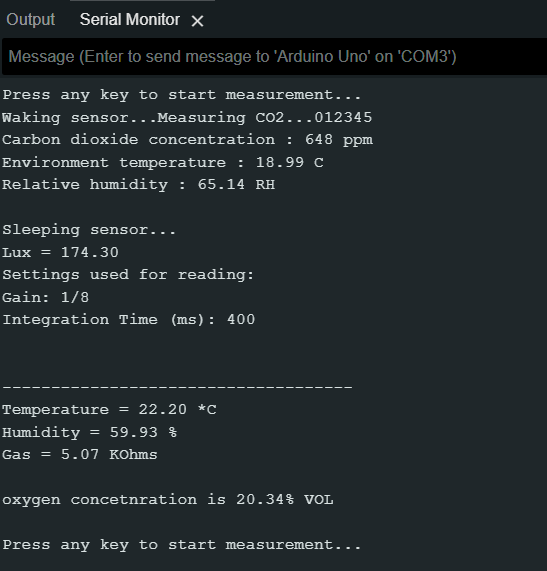 Output Serial Monitor ×
Message (Enter to send message to 'Arduino Uno' on 'COM3')
Press any key to start measurement...
Waking sensor...Measuring CO2...012345
Carbon dioxide concentration : 648 ppm
Environment temperature : 18.99 C
Relative humidity : 65.14 RH
Sleeping sensor...
Lux = 174.30
Settings used for reading:
Gain: 1/8
Integration Time (ms): 400
------------------------------------
Temperature = 22.20 *C
Humidity = 59.93 %
Gas = 5.07 KOhms
oxygen concetnration is 20.34% VOL
Press any key to start measurement...